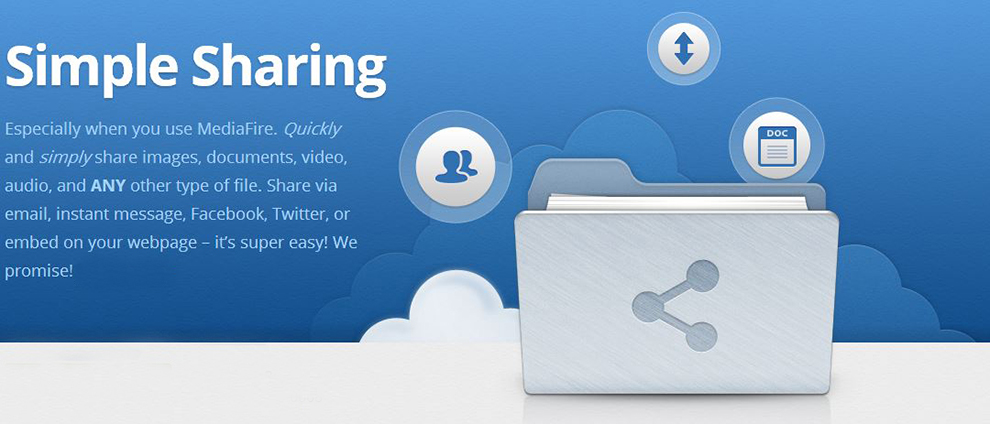 Simple Sharing
Especially when you use MediaFire. Quickly
and simply share images, documents, video,
audio, and ANY other type of file. Share via
email, instant message, Facebook, Twitter, or
embed on your webpage – it’s super easy! We
promise!
DOC